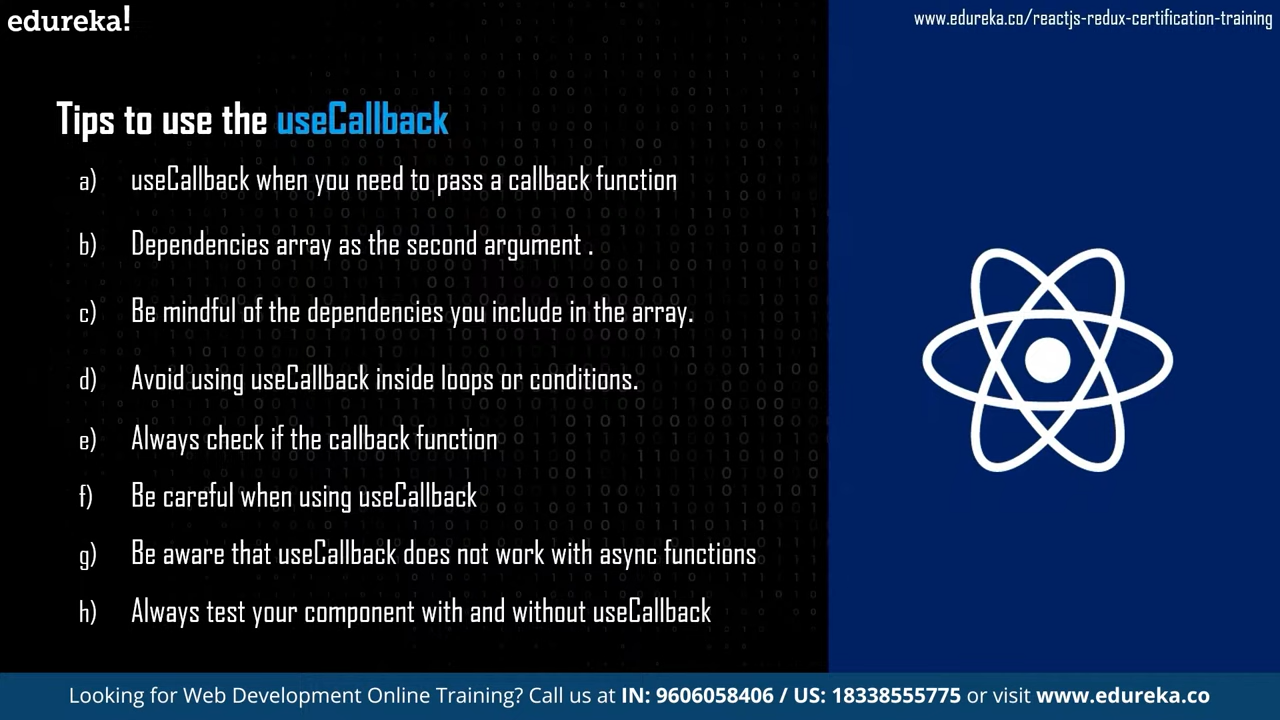 edureka!
www.edureka.co/reactjs-redux-certification-training
Tips to use the useCallback
a) useCallback when you need to pass a callback function
b) Dependencies array as the second argument .
c) Be mindful of the dependencies you include in the array.
d) Avoid using useCallback inside loops or conditions.
e) Always check if the callback function
f) Be careful when using useCallback
g) Be aware that useCallback does not work with async functions
h) Always test your component with and without useCallback
Looking for Web Development Online Training? Call us at IN: 9606058406 / US: 18338555775 or visit www.edureka.co